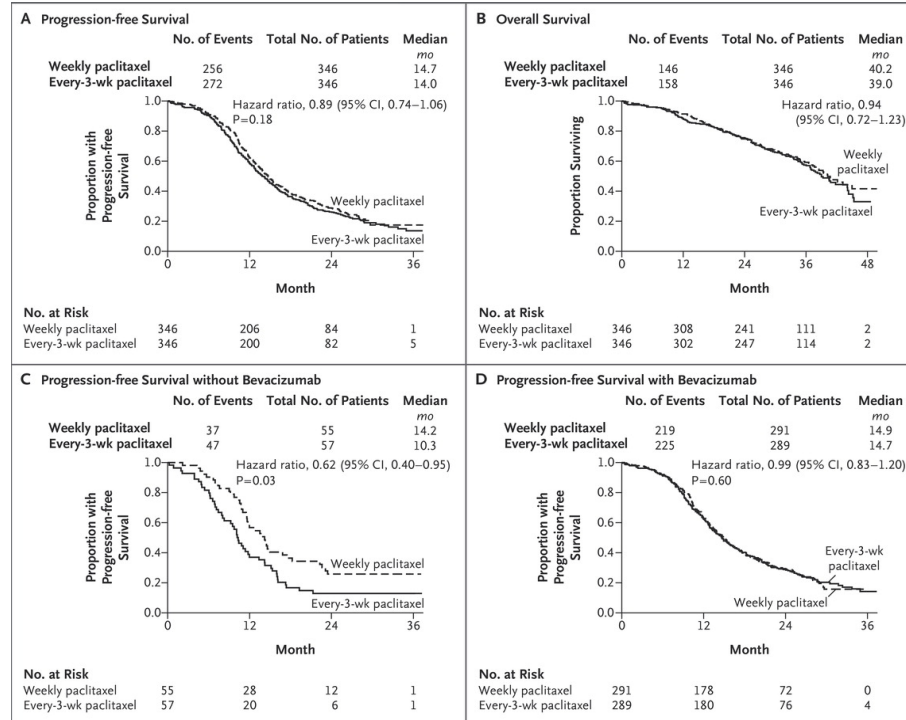 A Progression-free Survival
No. of Events Total No. of Patients Median
mo
Weekly paclitaxel 256 346 14.7
Every-3-wk paclitaxel 272 346 14.0
Hazard ratio, 0.89 (95% CI, 0.74–1.06)
P=0.18
Proportion with
Progression-free
Survival
1.0
0.8
0.6
0.4
0.2
0.0
Weekly paclitaxel
Every-3-wk paclitaxel
0 12 24 36
Month
No. at Risk
Weekly paclitaxel 346 206 84 1
Every-3-wk paclitaxel 346 200 82 5
B Overall Survival
No. of Events Total No. of Patients Median
mo
Weekly paclitaxel 146 346 40.2
Every-3-wk paclitaxel 158 346 39.0
Hazard ratio, 0.94
(95% CI, 0.72–1.23)
Proportion Surviving
1.0
0.8
0.6
0.4
0.2
0.0
Weekly
paclitaxel
Every-3-wk paclitaxel
0 12 24 36 48
Month
No. at Risk
Weekly paclitaxel 346 308 241 111 2
Every-3-wk paclitaxel 346 302 247 114 2
C Progression-free Survival without Bevacizumab
No. of Events Total No. of Patients Median
mo
Weekly paclitaxel 37 55 14.2
Every-3-wk paclitaxel 47 57 10.3
Hazard ratio, 0.62 (95% CI, 0.40–0.95)
P=0.03
Proportion with
Progression-free
Survival
1.0
0.8
0.6
0.4
0.2
0.0
Weekly paclitaxel
Every-3-wk paclitaxel
0 12 24 36
Month
No. at Risk
Weekly paclitaxel 55 28 12 1
Every-3-wk paclitaxel 57 20 6 1
D Progression-free Survival with Bevacizumab
No. of Events Total No. of Patients Median
mo
Weekly paclitaxel 219 291 14.9
Every-3-wk paclitaxel 225 289 14.7
Hazard ratio, 0.99 (95% CI, 0.83–1.20)
P=0.60
Proportion with
Progression-free
Survival
1.0
0.8
0.6
0.4
0.2
0.0
Every-3-wk
paclitaxel
Weekly paclitaxel
0 12 24 36
Month
No. at Risk
Weekly paclitaxel 291 178 72 0
Every-3-wk paclitaxel 289 180 76 4